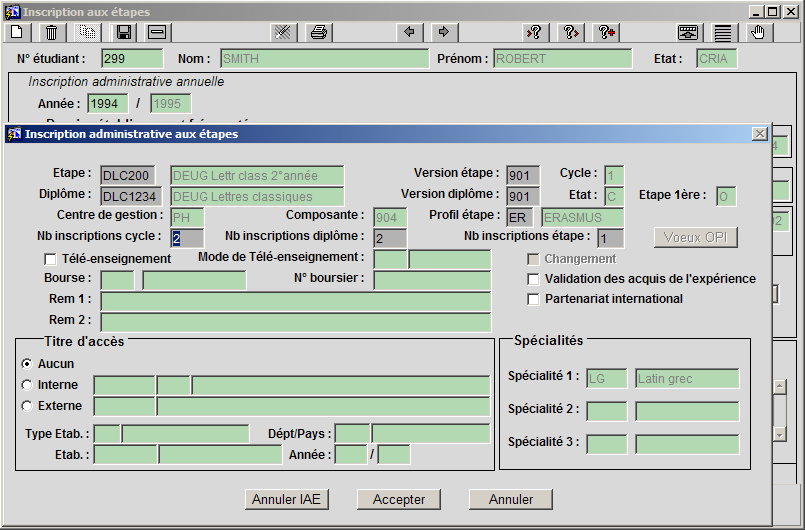 Inscription aux étapes
N° étudiant : 299 Nom : SMITH Prénom : ROBERT Etat : CRIA
Inscription administrative annuelle
Année : 1994 / 1995
Inscription administrative aux étapes
Etape : DLC200 DEUG Lettr class 2°année Version étape : 901 Cycle : 1
Diplôme : DLC1234 DEUG Lettres classiques Version diplôme : 901 Etat : C Etape 1ère : O
Centre de gestion : PH Composante : 904 Profil étape : ER ERASMUS
Nb inscriptions cycle : 2 Nb inscriptions diplôme : 2 Nb inscriptions étape : 1 Voeux OPI
Télé-enseignement Mode de Télé-enseignement : Changement
Bourse : N° boursier : Validation des acquis de l'expérience
Rem 1 : Partenariat international
Rem 2 :
Titre d'accès
Aucun
Interne
Externe
Type Etab. : Dépt/Pays :
Etab. : Année : /
Spécialités
Spécialité 1 : LG Latin grec
Spécialité 2 :
Spécialité 3 :
Annuler IAE Accepter Annuler